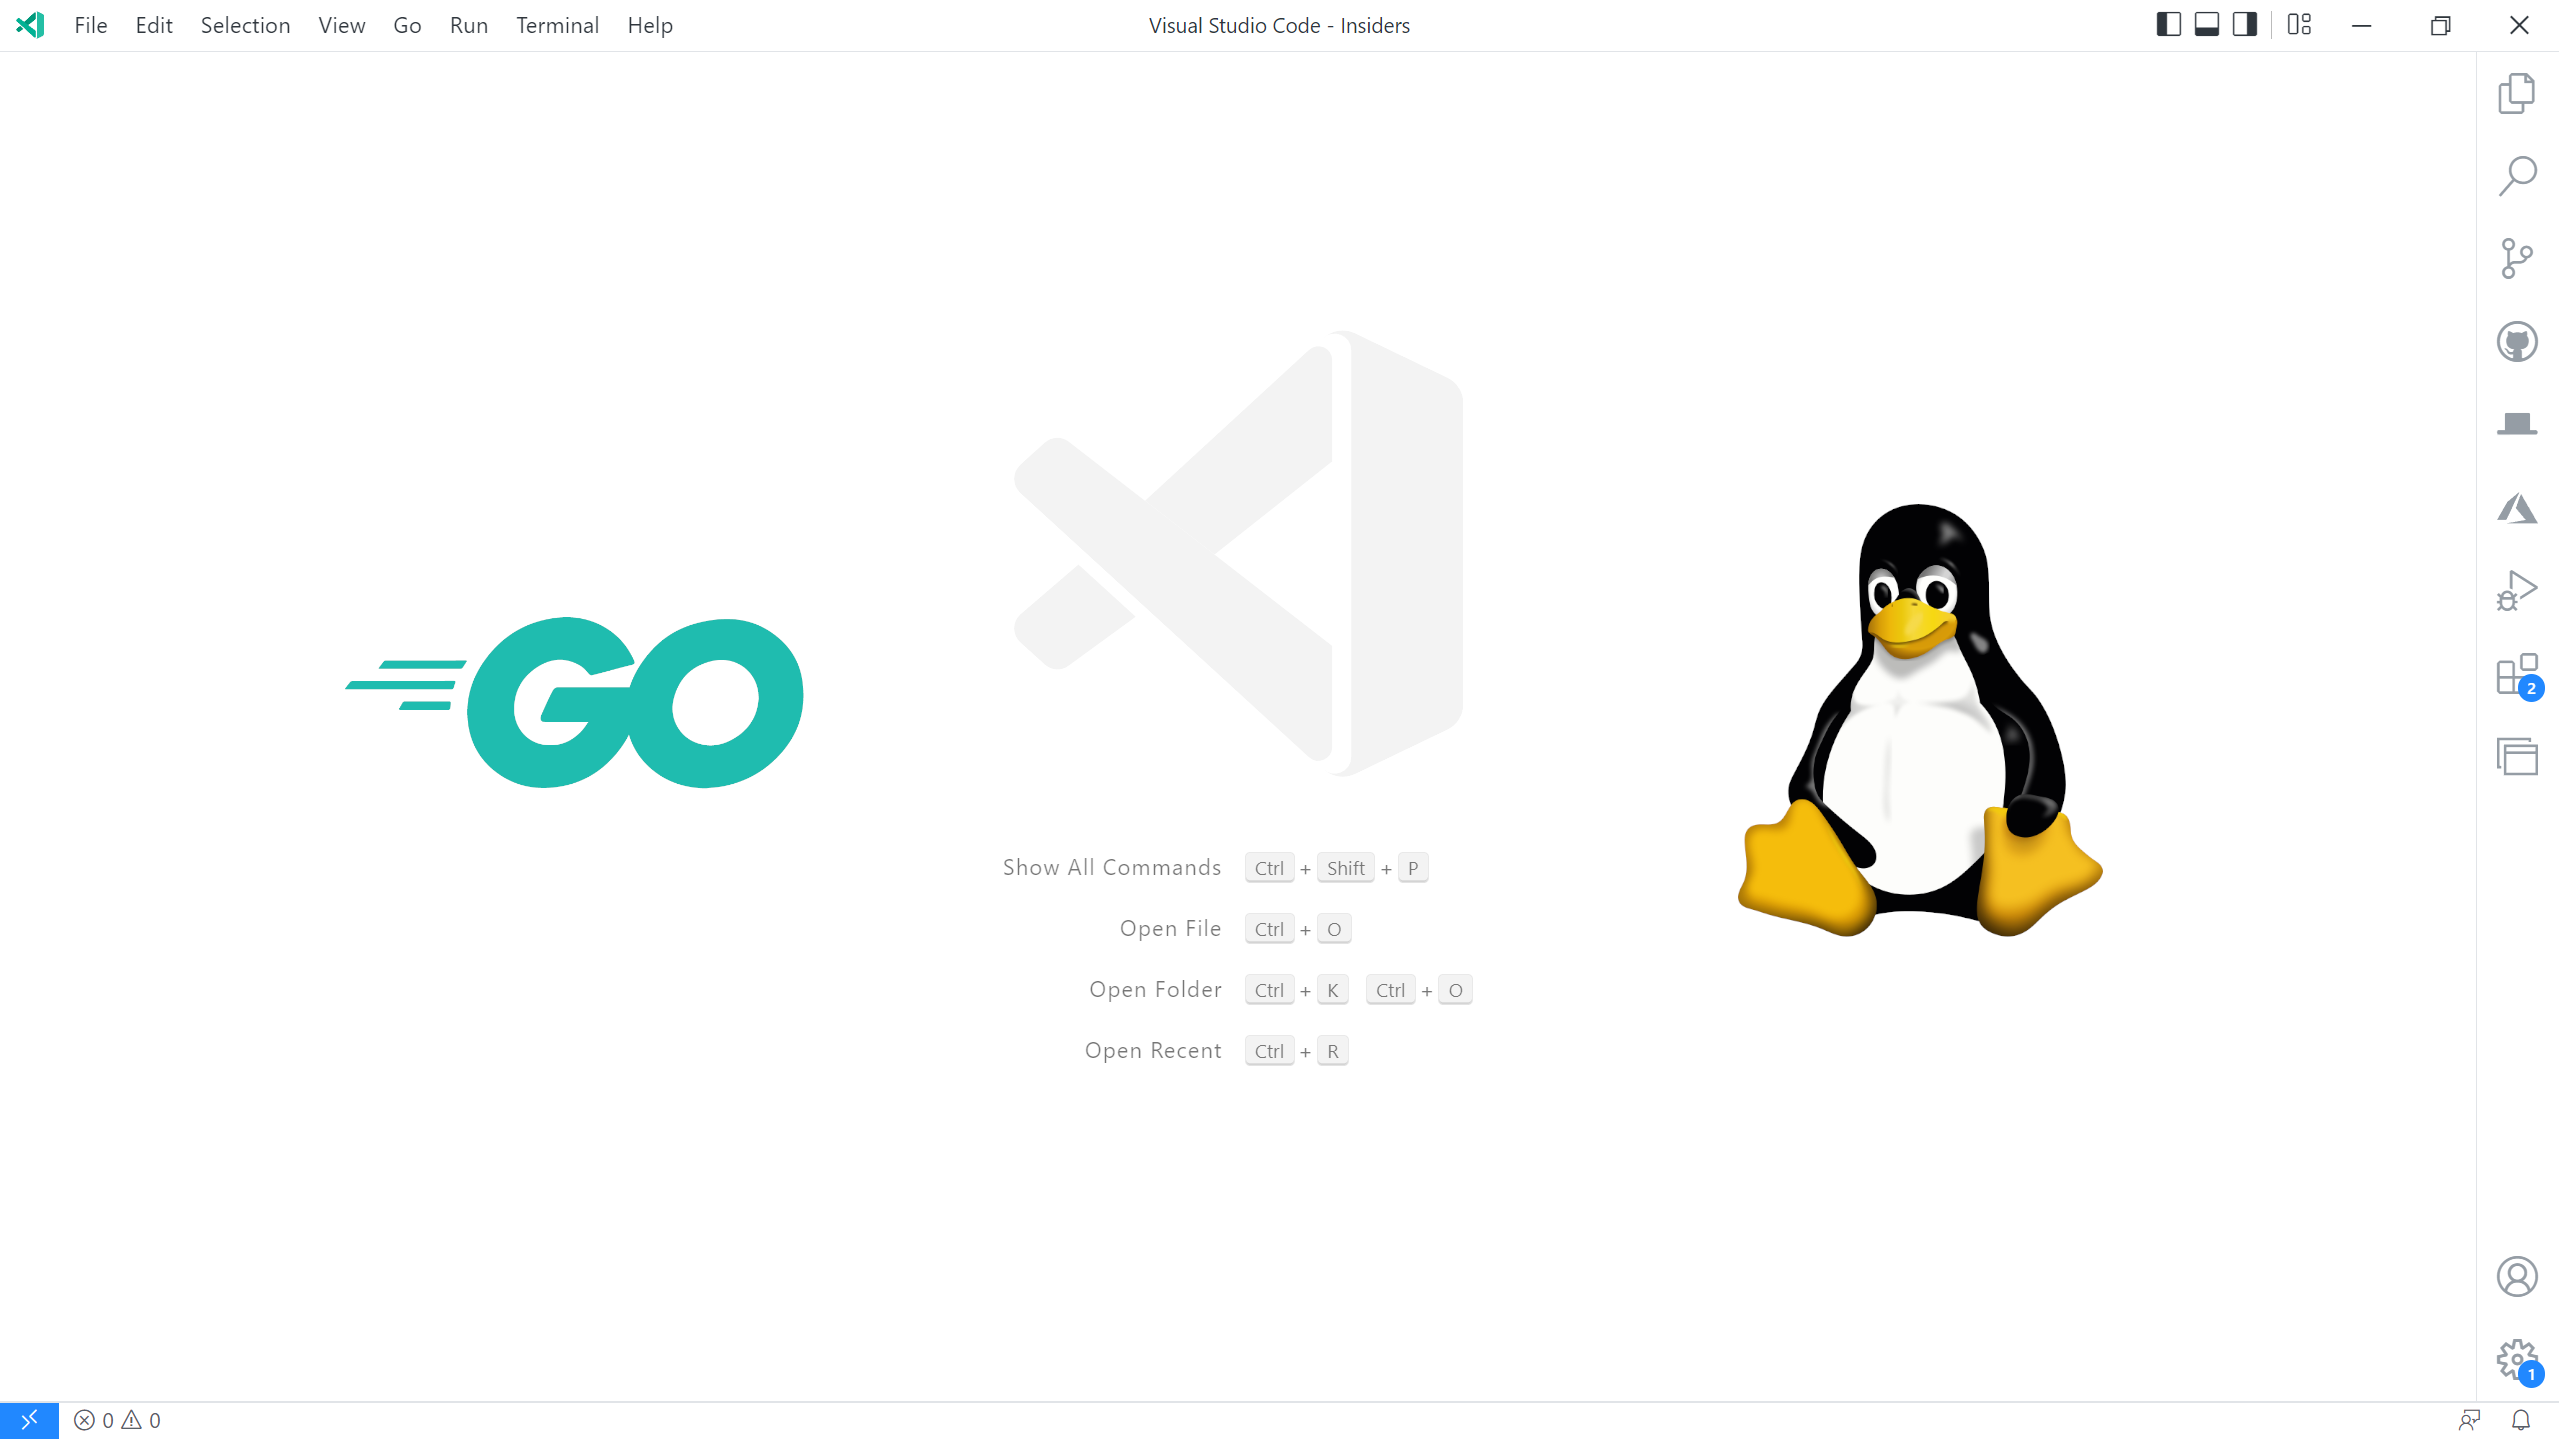 File Edit Selection View Go Run Terminal Help Visual Studio Code - Insiders
GO
Show All Commands Ctrl + Shift + P
Open File Ctrl + O
Open Folder Ctrl + K Ctrl + O
Open Recent Ctrl + R
2
1
0 0